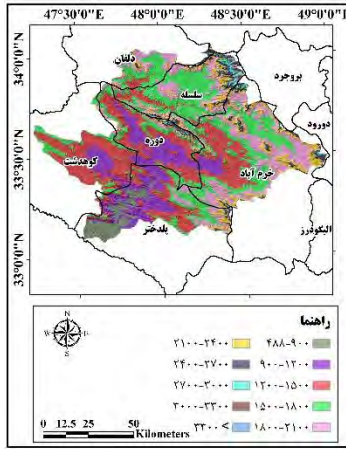 47°30'0"E 48°0'0"E 48°30'0"E 49°0'0"E
34°0'0"N
33°30'0"N
33°0'0"N
دلفان
سلسله
بروجرد
دورود
دوره
کوهدشت
خرم آباد
پلدختر
الیگودرز
راهنما
۲۱۰۰-۲۴۰۰ ۴۸۸-۹۰۰
۲۴۰۰-۲۷۰۰ ۹۰۰-۱۲۰۰
۲۷۰۰-۳۰۰۰ ۱۲۰۰-۱۵۰۰
۳۰۰۰-۳۳۰۰ ۱۵۰۰-۱۸۰۰
۳۳۰۰> ۱۸۰۰-۲۱۰۰
N
W E
S
0 12.5 25 50
Kilometers